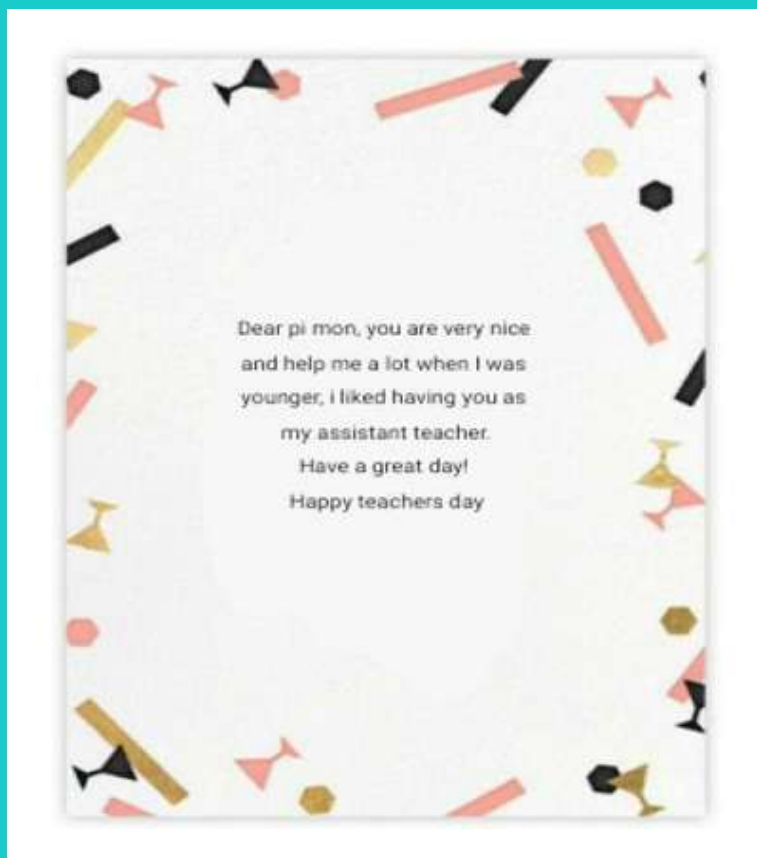 Dear pi mon, you are very nice
and help me a lot when I was
younger, i liked having you as
my assistant teacher.
Have a great day!
Happy teachers day